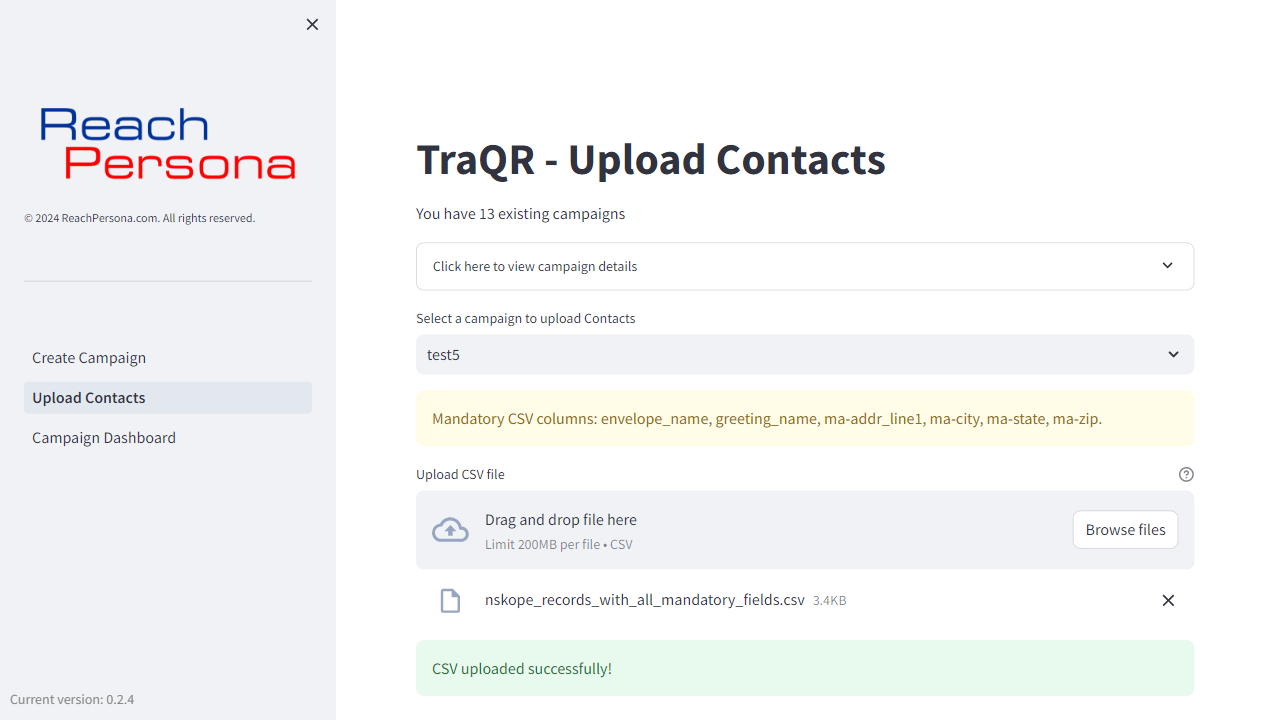 Reach
Persona
© 2024 ReachPersona.com. All rights reserved.
Create Campaign
Upload Contacts
Campaign Dashboard
Current version: 0.2.4
TraQR - Upload Contacts
You have 13 existing campaigns
Click here to view campaign details
Select a campaign to upload Contacts
test5
Mandatory CSV columns: envelope_name, greeting_name, ma-addr_line1, ma-city, ma-state, ma-zip.
Upload CSV file
Drag and drop file here
Limit 200MB per file • CSV
Browse files
nskope_records_with_all_mandatory_fields.csv 3.4KB
CSV uploaded successfully!